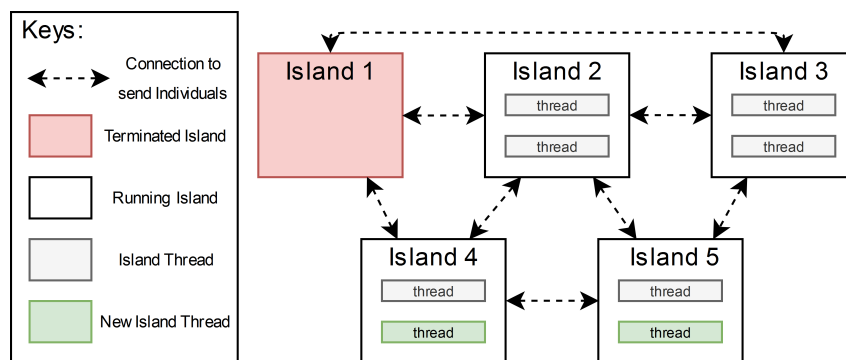 Keys:
Connection to
send Individuals
Terminated Island
Running Island
Island Thread
New Island Thread
Island 1
Island 2
thread
thread
Island 3
thread
thread
Island 4
thread
thread
Island 5
thread
thread